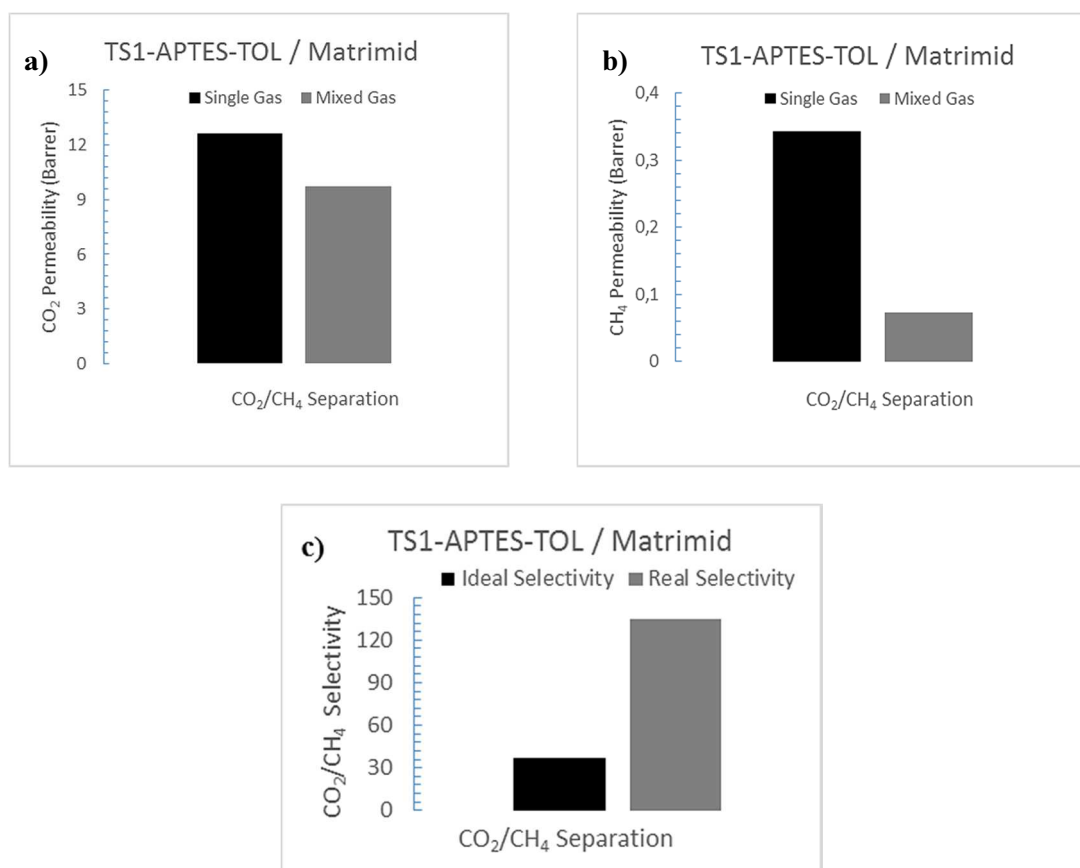 a)
TS1-APTES-TOL / Matrimid
Single Gas Mixed Gas
CO₂ Permeability (Barrer)
15
12
9
6
3
0
CO₂/CH₄ Separation
b)
TS1-APTES-TOL / Matrimid
Single Gas Mixed Gas
CH₄ Permeability (Barrer)
0,4
0,3
0,2
0,1
0
CO₂/CH₄ Separation
c)
TS1-APTES-TOL / Matrimid
Ideal Selectivity Real Selectivity
CO₂/CH₄ Selectivity
150
120
90
60
30
0
CO₂/CH₄ Separation